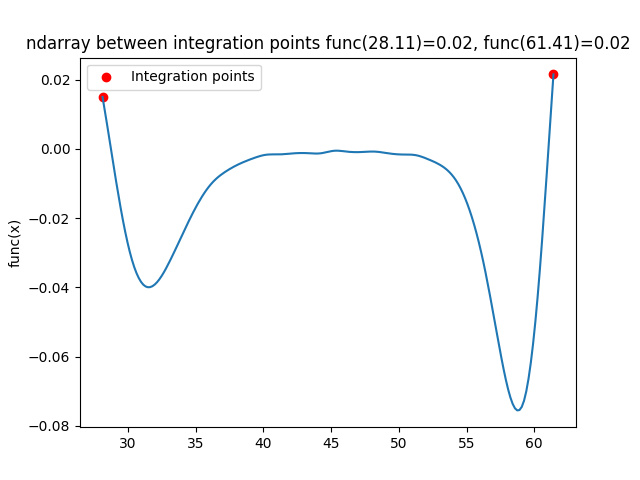 ndarray between integration points func(28.11)=0.02, func(61.41)=0.02
Integration points
0.02
0.00
−0.02
−0.04
−0.06
−0.08
func(x)
30 35 40 45 50 55 60